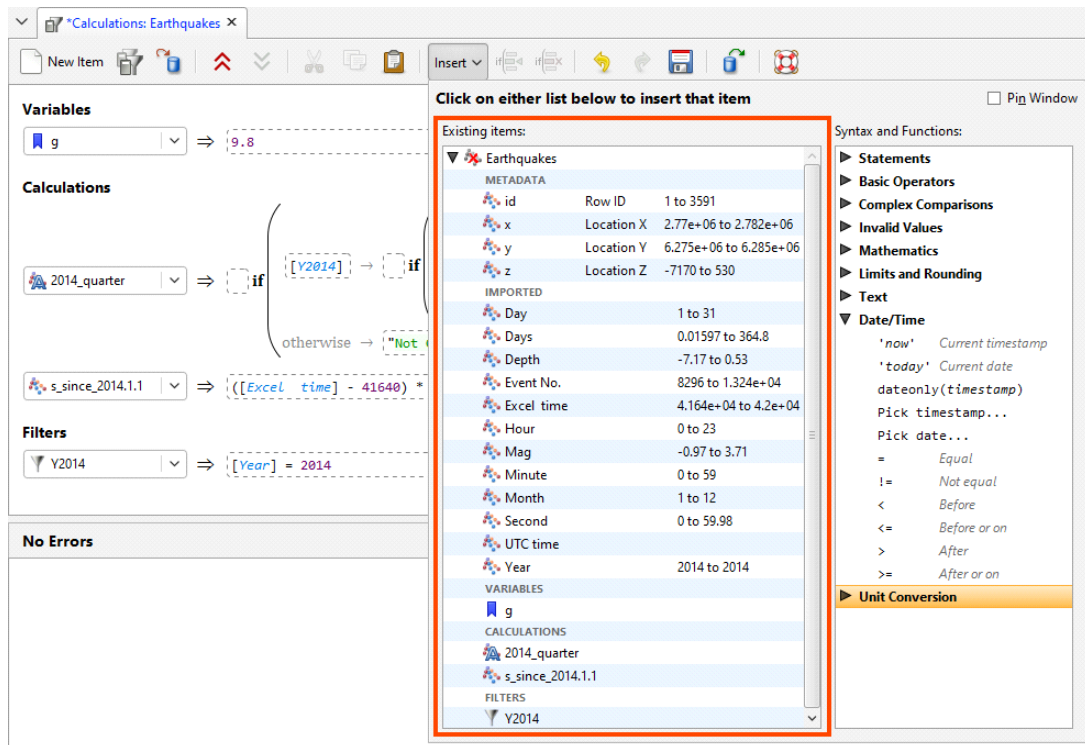 *Calculations: Earthquakes ×
New Item
Insert
if
if
Click on either list below to insert that item
Pin Window
Variables
g ⇒ 9.8
Calculations
2014_quarter ⇒ if
[Y2014] → if
otherwise → "Not
s_since_2014.1.1 ⇒ ([Excel time] - 41640) *
Filters
Y2014 ⇒ [Year] = 2014
No Errors
Existing items:
Earthquakes
METADATA
id Row ID 1 to 3591
x Location X 2.77e+06 to 2.782e+06
y Location Y 6.275e+06 to 6.285e+06
z Location Z -7170 to 530
IMPORTED
Day 1 to 31
Days 0.01597 to 364.8
Depth -7.17 to 0.53
Event No. 8296 to 1.324e+04
Excel time 4.164e+04 to 4.2e+04
Hour 0 to 23
Mag -0.97 to 3.71
Minute 0 to 59
Month 1 to 12
Second 0 to 59.98
UTC time
Year 2014 to 2014
VARIABLES
g
CALCULATIONS
2014_quarter
s_since_2014.1.1
FILTERS
Y2014
Syntax and Functions:
Statements
Basic Operators
Complex Comparisons
Invalid Values
Mathematics
Limits and Rounding
Text
Date/Time
'now' Current timestamp
'today' Current date
dateonly(timestamp)
Pick timestamp...
Pick date...
= Equal
!= Not equal
< Before
<= Before or on
> After
>= After or on
Unit Conversion